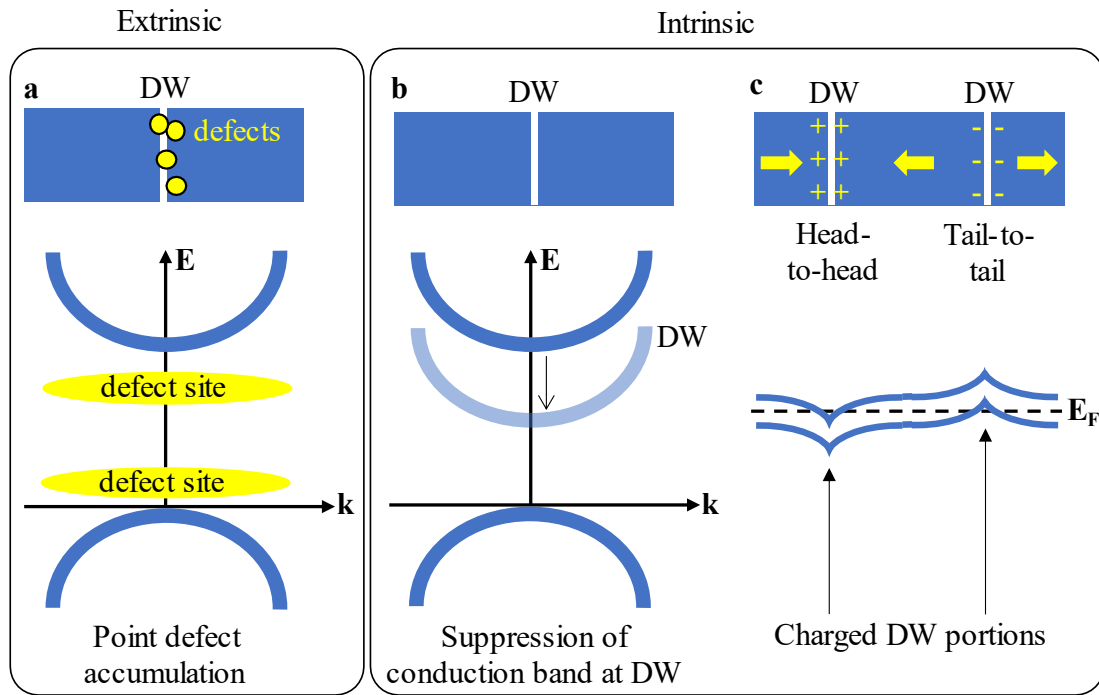 Extrinsic
Intrinsic
a
DW
defects
E
defect site
defect site
k
Point defect
accumulation
b
DW
E
DW
k
Suppression of
conduction band at DW
c
DW
DW
+ +
+ +
+ +
- -
- -
- -
Head-
to-head
Tail-to-
tail
E_F
Charged DW portions